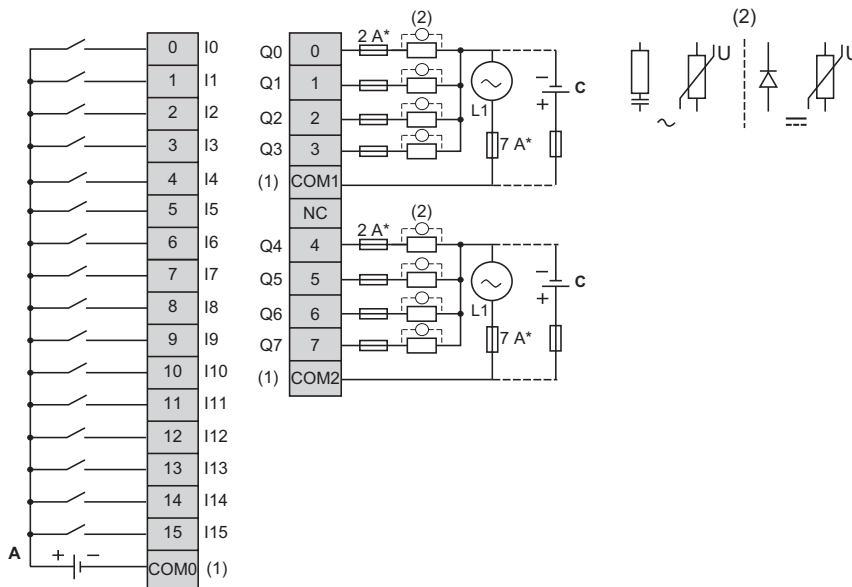 0 I0
1 I1
2 I2
3 I3
4 I4
5 I5
6 I6
7 I7
8 I8
9 I9
10 I10
11 I11
12 I12
13 I13
14 I14
15 I15
A + − COM0 (1)
(2)
Q0 0 2 A*
Q1 1
Q2 2
Q3 3
(1) COM1
L1
7 A*
− + C
NC
(2)
Q4 4 2 A*
Q5 5
Q6 6
Q7 7
(1) COM2
L1
7 A*
− + C
(2)
U U